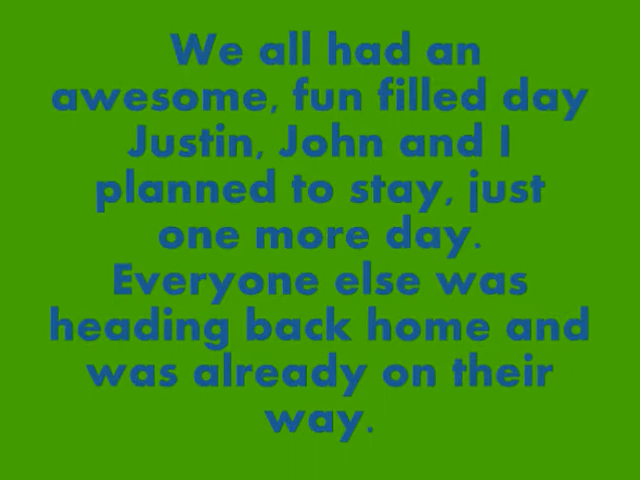 We all had an
awesome, fun filled day
Justin, John and I
planned to stay, just
one more day.
Everyone else was
heading back home and
was already on their
way.